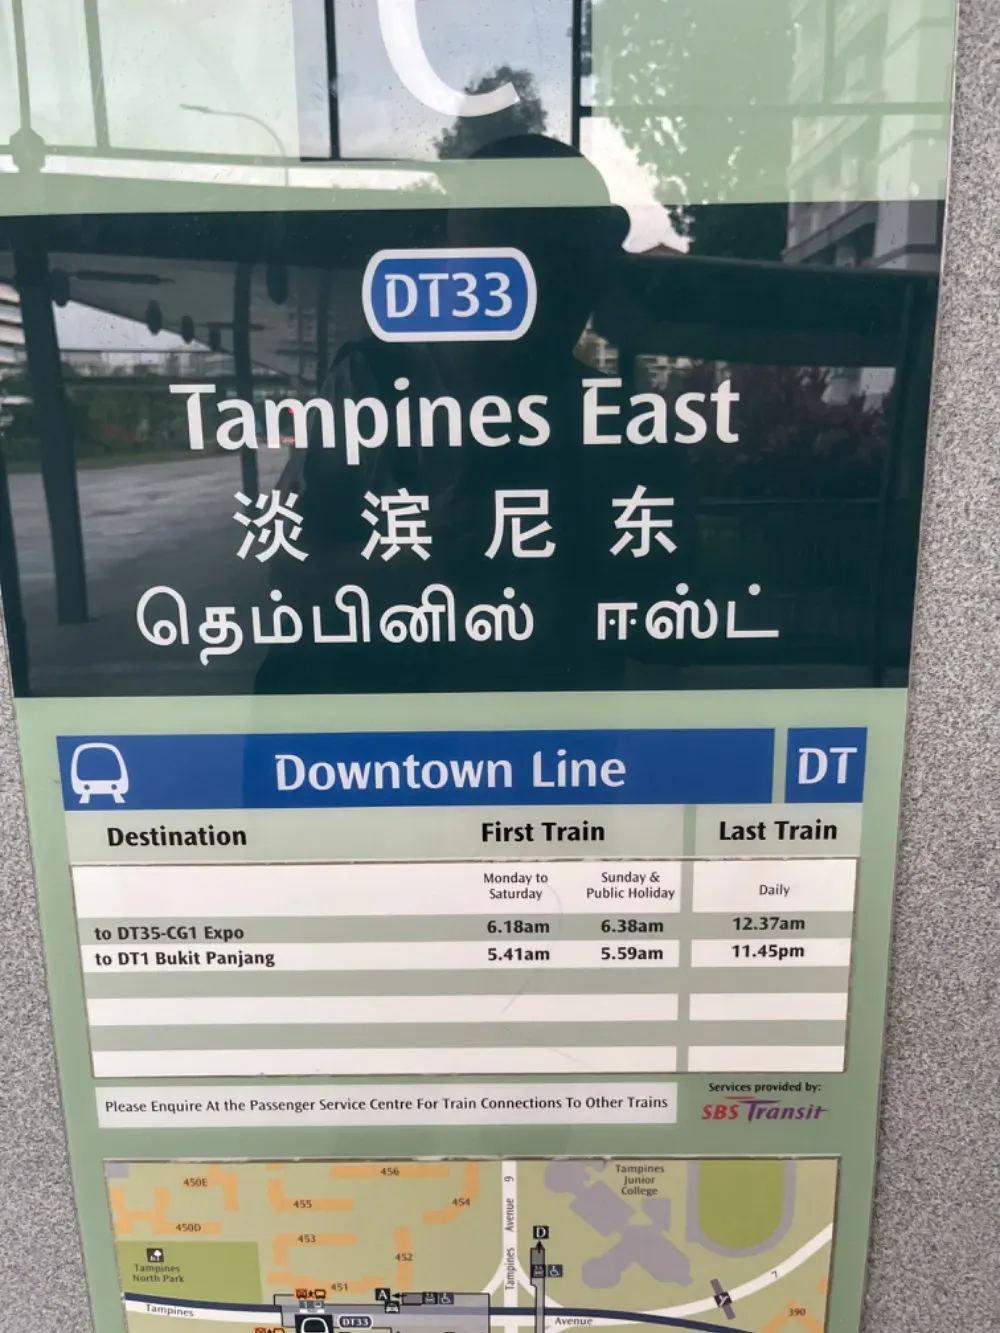 C
DT33
Tampines East
淡滨尼东
தெம்பினிஸ் ஈஸ்ட்
Downtown Line
DT
Destination First Train Last Train
Monday to Saturday Sunday & Public Holiday Daily
to DT35-CG1 Expo 6.18am 6.38am 12.37am
to DT1 Bukit Panjang 5.41am 5.59am 11.45pm
Please Enquire At the Passenger Service Centre For Train Connections To Other Trains
Services provided by:
SBS Transit
450E
456
455
454
450D
453
452
451
Tampines
North Park
Tampines
Junior
College
Tampines Avenue 9
D
A
DT33
Tampines
Avenue
7
390